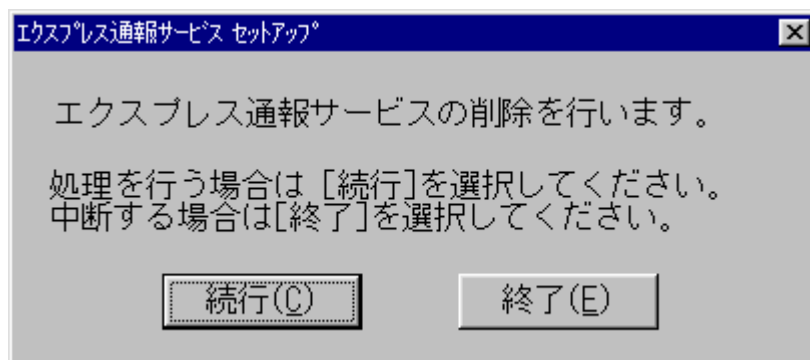 ｴｸｽﾌﾟﾚｽ通報ｻｰﾋﾞｽ ｾｯﾄｱｯﾌﾟ
エクスプレス通報サービスの削除を行います。
処理を行う場合は [続行]を選択してください。
中断する場合は[終了]を選択してください。
続行(C) 終了(E)